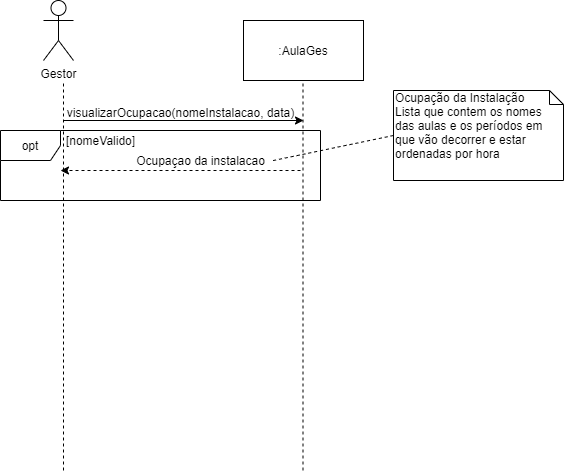 Gestor
:AulaGes
visualizarOcupacao(nomeInstalacao, data)
opt
[nomeValido]
Ocupaçao da instalacao
Ocupação da Instalação
Lista que contem os nomes
das aulas e os períodos em
que vão decorrer e estar
ordenadas por hora